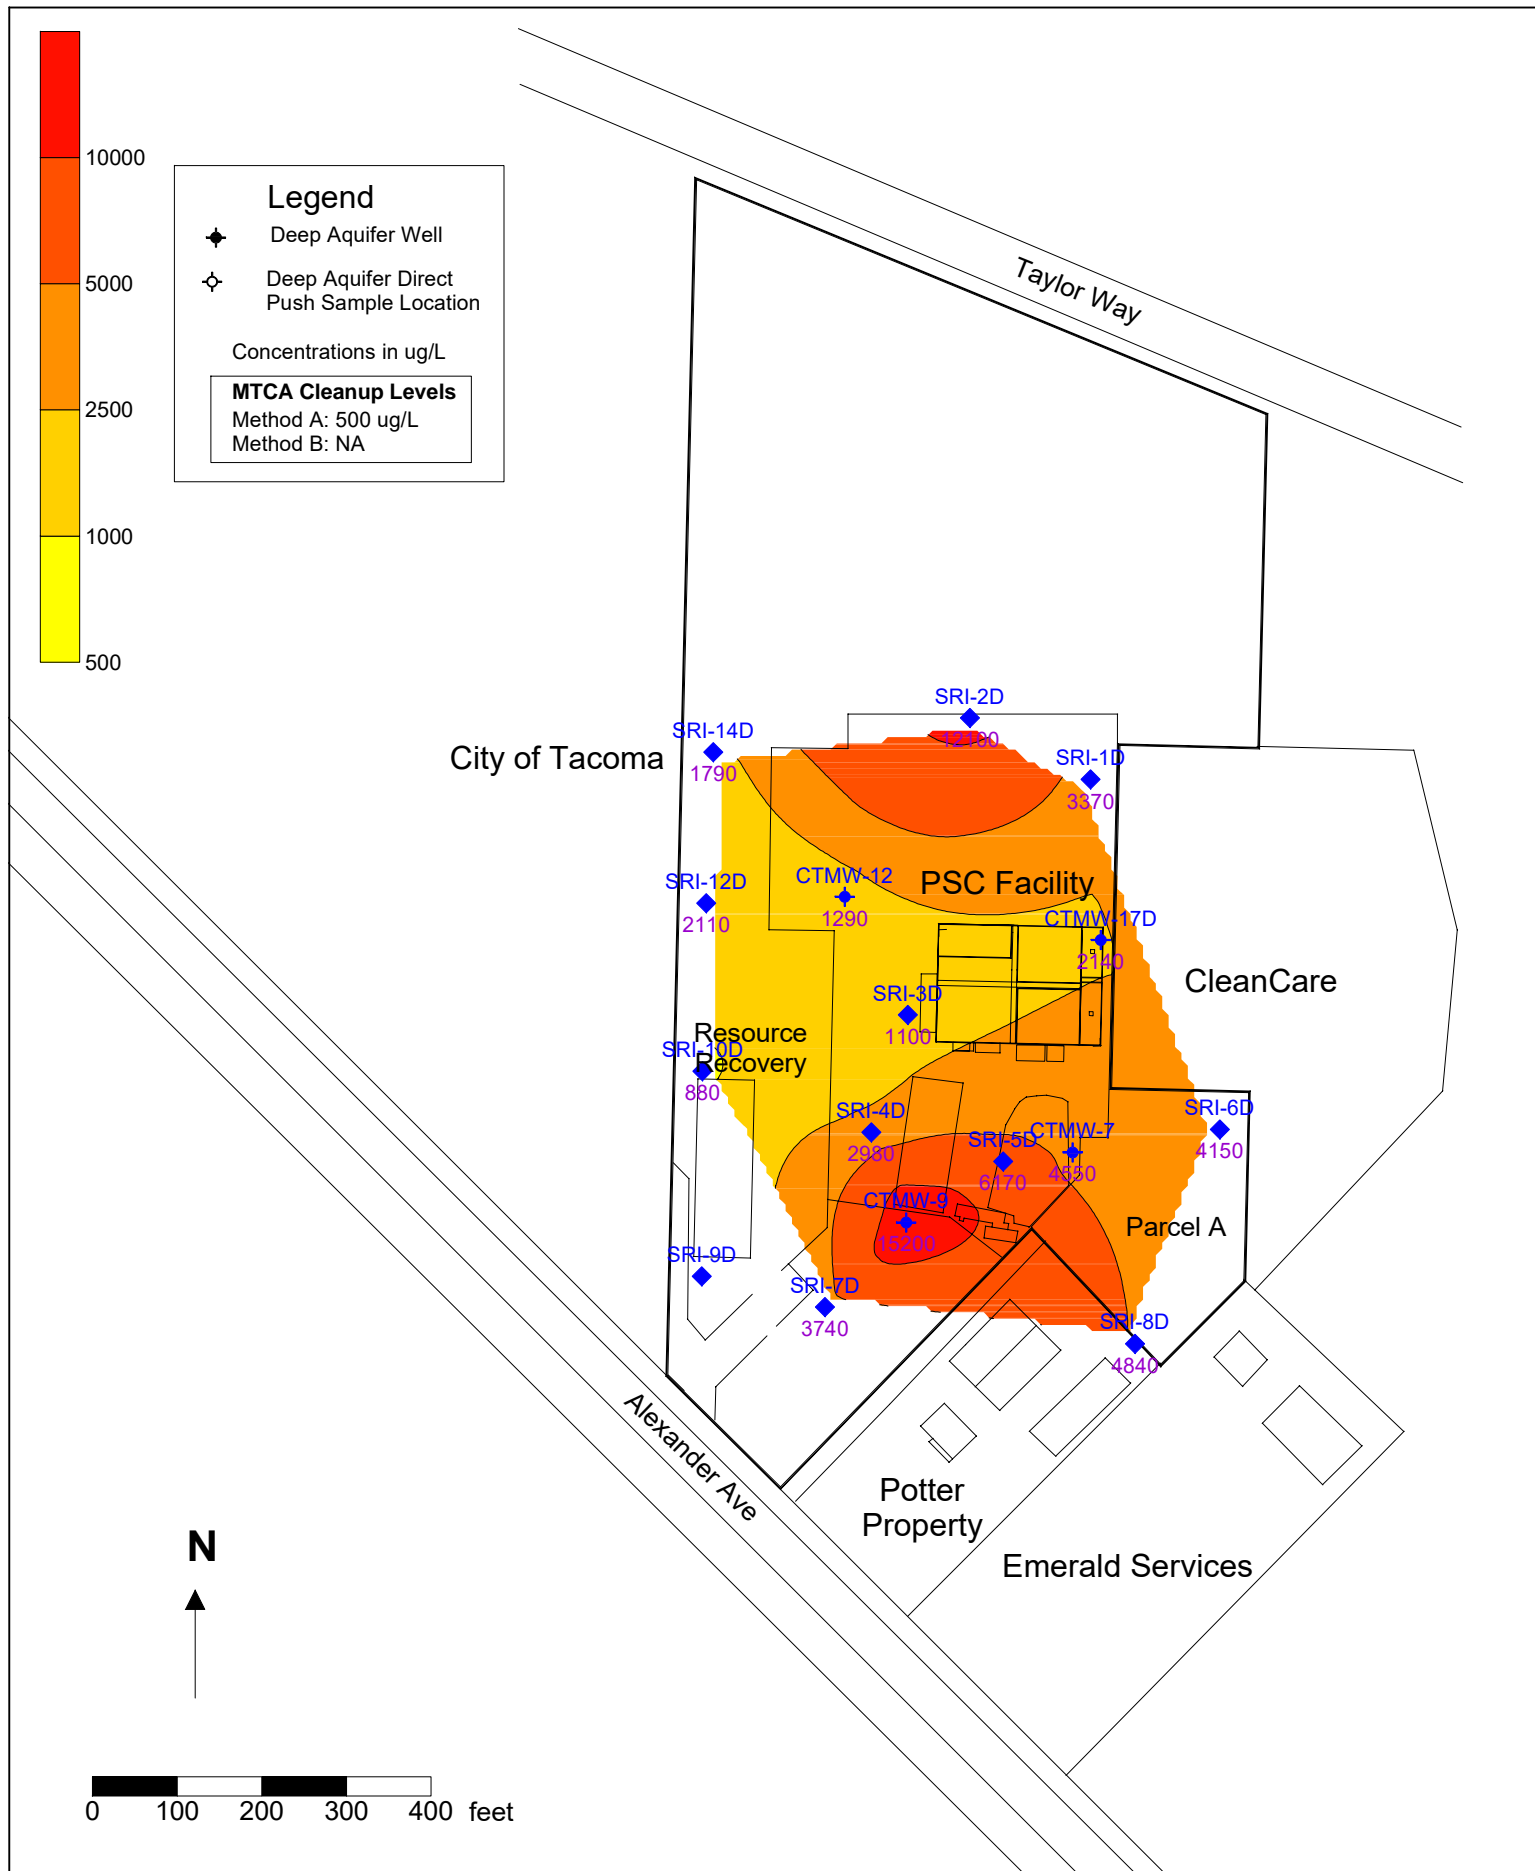 10000
5000
2500
1000
500
Legend
Deep Aquifer Well
Deep Aquifer Direct
Push Sample Location
Concentrations in ug/L
MTCA Cleanup Levels
Method A: 500 ug/L
Method B: NA
Taylor Way
City of Tacoma
SRI-2D
12100
SRI-14D
1790
SRI-1D
3370
PSC Facility
SRI-12D
2110
CTMW-12
1290
CTMW-17D
2140
CleanCare
SRI-3D
1100
Resource
Recovery
SRI-10D
880
SRI-4D
2980
SRI-5D
6170
CTMW-7
4550
SRI-6D
4150
CTMW-9
15200
Parcel A
SRI-9D
SRI-7D
3740
SRI-8D
4840
Alexander Ave
Potter
Property
Emerald Services
N
0 100 200 300 400 feet